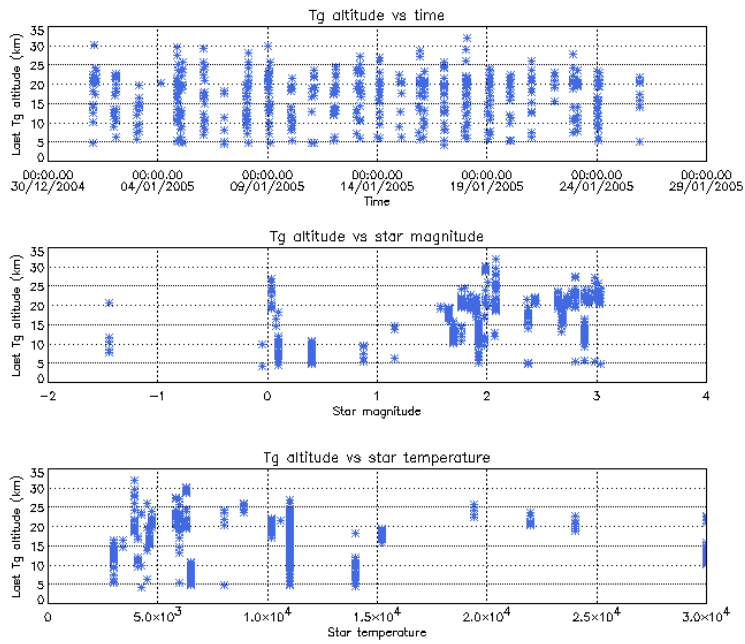 Tg altitude vs time
35
30
25
20
15
10
5
0
Last Tg altitude (km)
00:00.00 00:00.00 00:00.00 00:00.00 00:00.00 00:00.00 00:00.00
30/12/2004 04/01/2005 09/01/2005 14/01/2005 19/01/2005 24/01/2005 29/01/2005
Time
Tg altitude vs star magnitude
35
30
25
20
15
10
5
0
Last Tg altitude (km)
-2 -1 0 1 2 3 4
Star magnitude
Tg altitude vs star temperature
35
30
25
20
15
10
5
0
Last Tg altitude (km)
0 5.0×10³ 1.0×10⁴ 1.5×10⁴ 2.0×10⁴ 2.5×10⁴ 3.0×10⁴
Star temperature